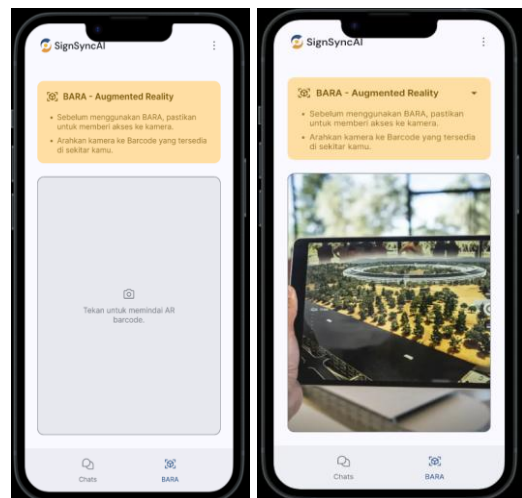 SignSyncAI
BARA - Augmented Reality
• Sebelum menggunakan BARA, pastikan
untuk memberi akses ke kamera.
• Arahkan kamera ke Barcode yang tersedia
di sekitar kamu.
Tekan untuk memindai AR
barcode.
Chats
BARA
SignSyncAI
BARA - Augmented Reality
• Sebelum menggunakan BARA, pastikan
untuk memberi akses ke kamera.
• Arahkan kamera ke Barcode yang tersedia
di sekitar kamu.
Chats
BARA